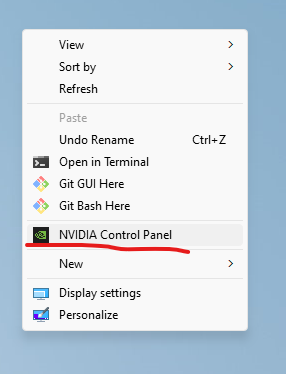 View
Sort by
Refresh
Paste
Undo Rename Ctrl+Z
Open in Terminal
Git GUI Here
Git Bash Here
NVIDIA Control Panel
New
Display settings
Personalize